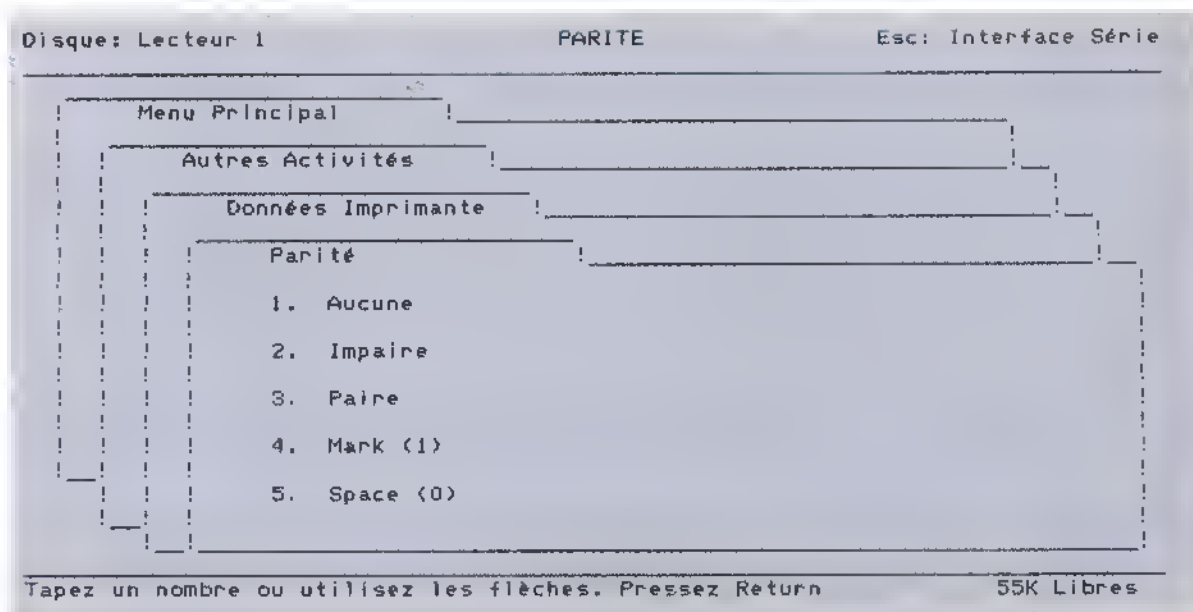 Disque: Lecteur 1 PARITE Esc: Interface Série
Menu Principal
Autres Activités
Données Imprimante
Parité
1. Aucune
2. Impaire
3. Paire
4. Mark (1)
5. Space (0)
Tapez un nombre ou utilisez les flèches. Pressez Return 55K Libres